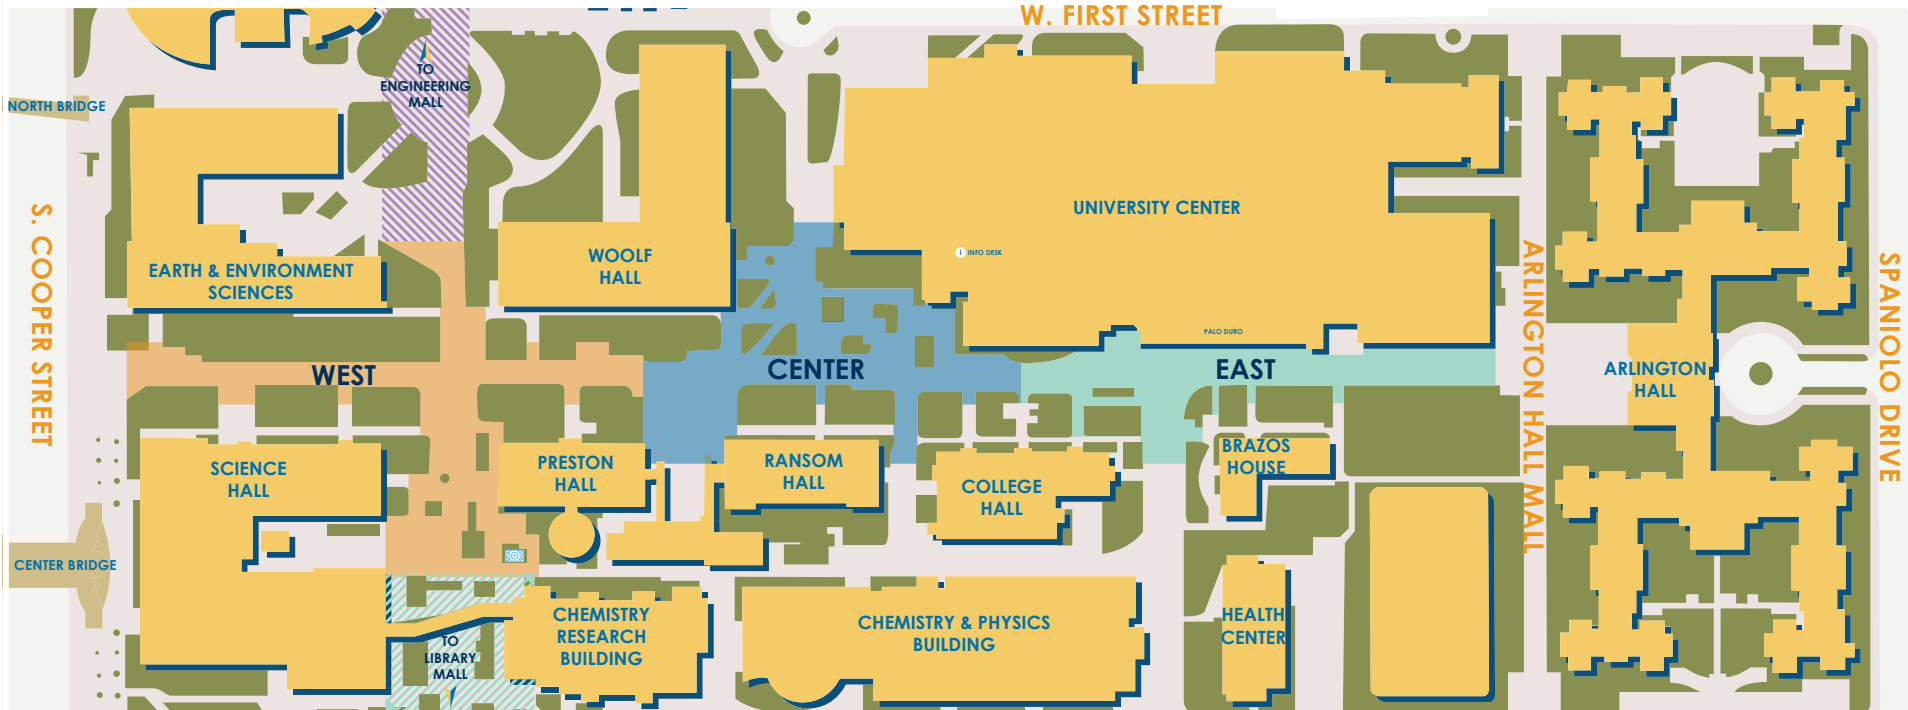 W. FIRST STREET
TO
ENGINEERING
MALL
NORTH BRIDGE
S. COOPER STREET
EARTH & ENVIRONMENT
SCIENCES
WOOLF
HALL
UNIVERSITY CENTER
i INFO DESK
PALO DURO
ARLINGTON HALL MALL
SPANIOLO DRIVE
WEST
CENTER
EAST
ARLINGTON
HALL
SCIENCE
HALL
PRESTON
HALL
RANSOM
HALL
COLLEGE
HALL
BRAZOS
HOUSE
CENTER BRIDGE
CHEMISTRY
RESEARCH
BUILDING
CHEMISTRY & PHYSICS
BUILDING
HEALTH
CENTER
TO
LIBRARY
MALL